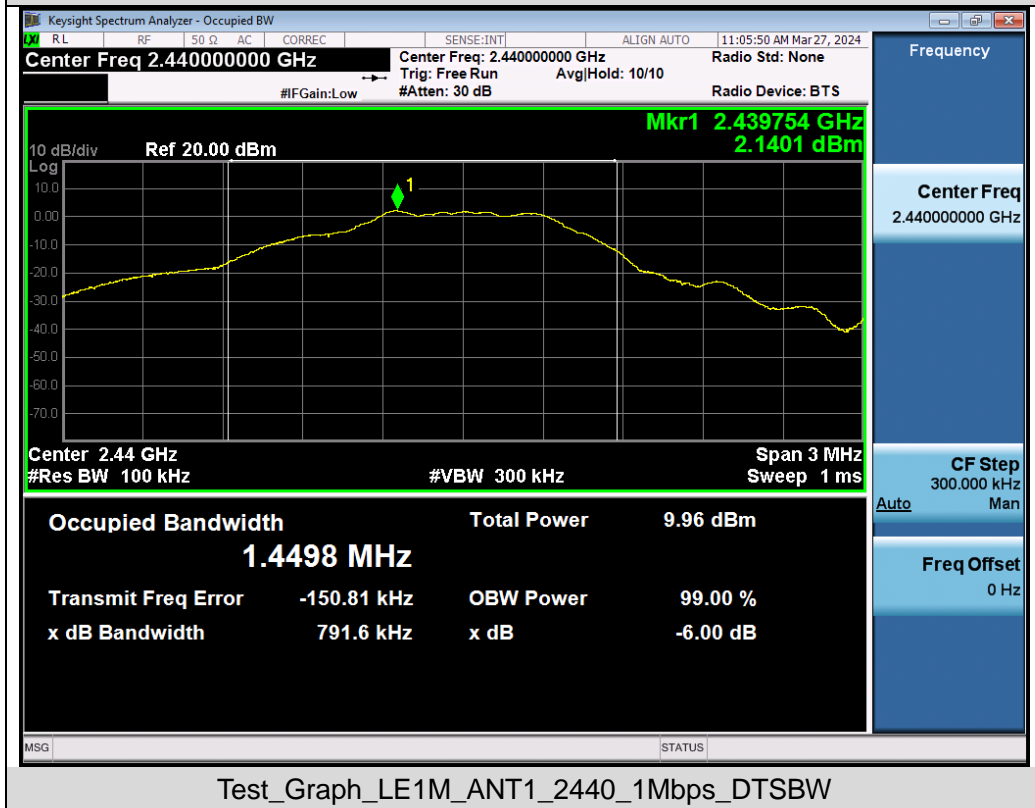 Keysight Spectrum Analyzer - Occupied BW
LXI RL RF 50 Ω AC CORREC SENSE:INT ALIGN AUTO 11:05:50 AM Mar 27, 2024
Center Freq 2.440000000 GHz
Center Freq: 2.440000000 GHz
Radio Std: None
Trig: Free Run Avg|Hold: 10/10
#IFGain:Low
#Atten: 30 dB
Radio Device: BTS
Mkr1 2.439754 GHz
2.1401 dBm
10 dB/div Ref 20.00 dBm
Log
10.0
0.00
-10.0
-20.0
-30.0
-40.0
-50.0
-60.0
-70.0
1
Center 2.44 GHz Span 3 MHz
#Res BW 100 kHz #VBW 300 kHz Sweep 1 ms
Occupied Bandwidth Total Power 9.96 dBm
1.4498 MHz
Transmit Freq Error -150.81 kHz OBW Power 99.00 %
x dB Bandwidth 791.6 kHz x dB -6.00 dB
MSG STATUS
Frequency
Center Freq
2.440000000 GHz
CF Step
300.000 kHz
Auto Man
Freq Offset
0 Hz
Test_Graph_LE1M_ANT1_2440_1Mbps_DTSBW